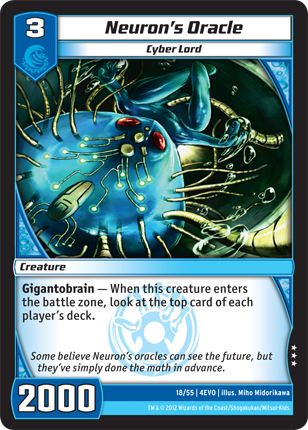 3
Neuron's Oracle
Cyber Lord
Creature
Gigantobrain — When this creature enters
the battle zone, look at the top card of each
player's deck.
Some believe Neuron's oracles can see the future, but
they've simply done the math in advance.
2000
18/55 | 4EVO | illus. Miho Midorikawa
TM & © 2012 Wizards of the Coast/Shogakukan/Mitsui-Kids